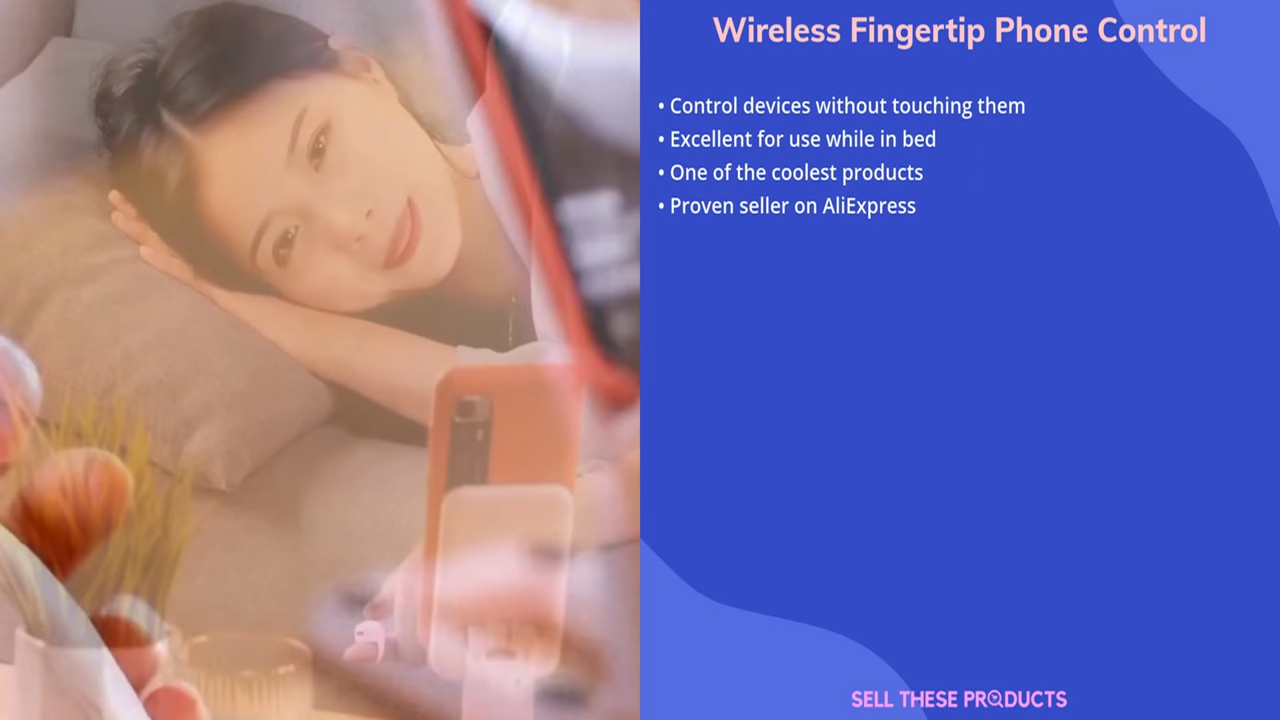 Wireless Fingertip Phone Control
• Control devices without touching them
• Excellent for use while in bed
• One of the coolest products
• Proven seller on AliExpress
SELL THESE PRODUCTS